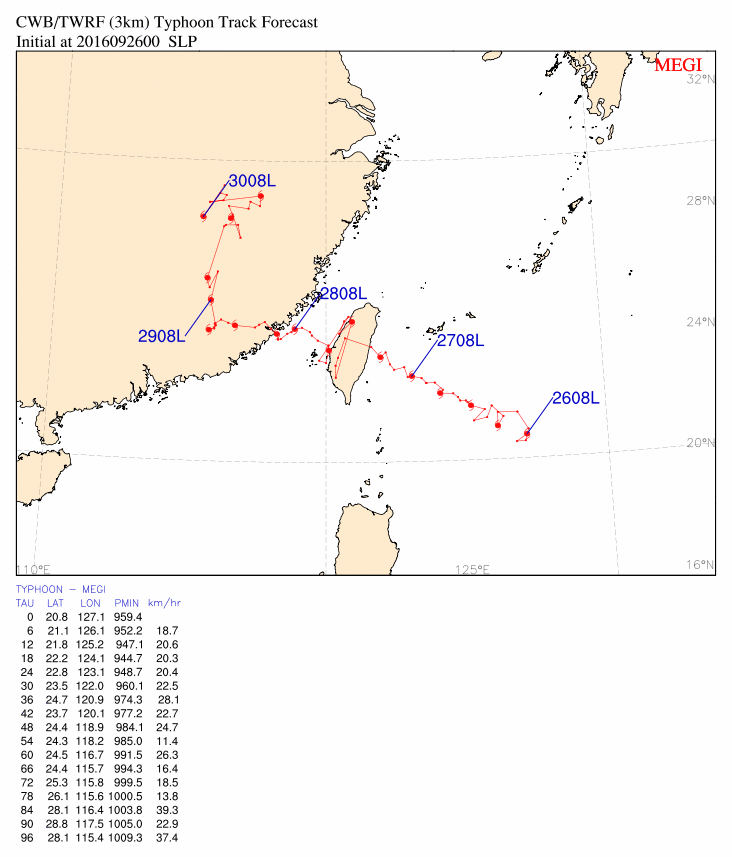 CWB/TWRF (3km) Typhoon Track Forecast
Initial at 2016092600  SLP
MEGI
32°N
3008L
28°N
2808L
24°N
2908L
2708L
2608L
20°N
16°N
110°E
125°E
TYPHOON – MEGI
TAU LAT LON PMIN km/hr
0 20.8 127.1 959.4
6 21.1 126.1 952.2 18.7
12 21.8 125.2 947.1 20.6
18 22.2 124.1 944.7 20.3
24 22.8 123.1 948.7 20.4
30 23.5 122.0 960.1 22.5
36 24.7 120.9 974.3 28.1
42 23.7 120.1 977.2 22.7
48 24.4 118.9 984.1 24.7
54 24.3 118.2 985.0 11.4
60 24.5 116.7 991.5 26.3
66 24.4 115.7 994.3 16.4
72 25.3 115.8 999.5 18.5
78 26.1 115.6 1000.5 13.8
84 28.1 116.4 1003.8 39.3
90 28.8 117.5 1005.0 22.9
96 28.1 115.4 1009.3 37.4